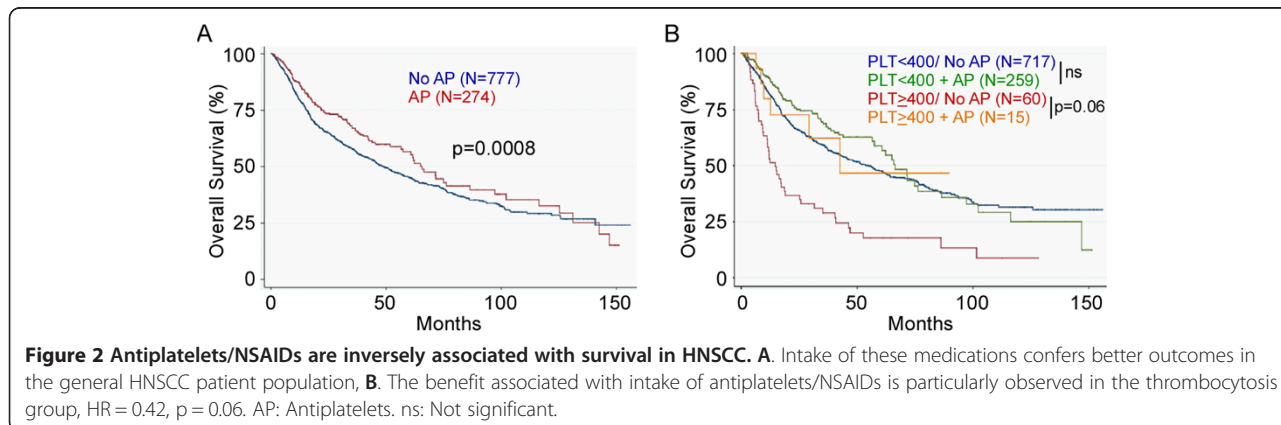 A
Overall Survival (%)
100
75
50
25
0
No AP (N=777)
AP (N=274)
p=0.0008
0 50 100 150
Months
B
Overall Survival (%)
100
75
50
25
0
PLT<400/ No AP (N=717)
PLT<400 + AP (N=259)
ns
PLT≥400/ No AP (N=60)
PLT≥400 + AP (N=15)
p=0.06
0 50 100 150
Months
Figure 2 Antiplatelets/NSAIDs are inversely associated with survival in HNSCC. A. Intake of these medications confers better outcomes in
the general HNSCC patient population, B. The benefit associated with intake of antiplatelets/NSAIDs is particularly observed in the thrombocytosis
group, HR = 0.42, p = 0.06. AP: Antiplatelets. ns: Not significant.